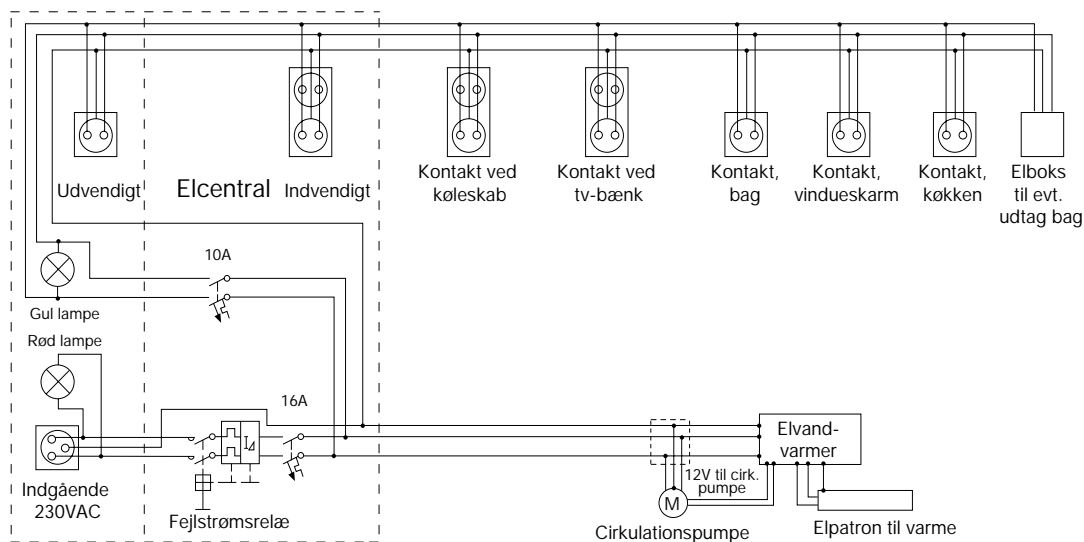 Udvendigt
Elcentral
Indvendigt
Kontakt ved
køleskab
Kontakt ved
tv-bænk
Kontakt,
bag
Kontakt,
vindueskarm
Kontakt,
køkken
Elboks
til evt.
udtag bag
10A
Gul lampe
Rød lampe
16A
I⊿
Indgående
230VAC
Fejlstrømsrelæ
Elvand-
varmer
12V til cirk.
pumpe
M
Cirkulationspumpe
Elpatron til varme